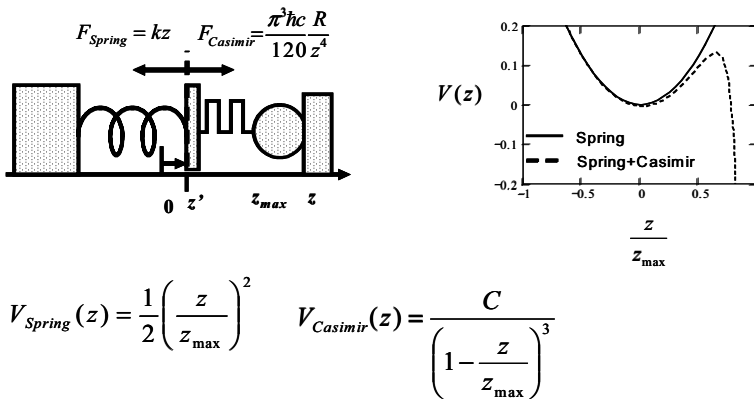 F_Spring = kz    F_Casimir = π³ħc/120 R/z⁴
0 z' z_max z
V(z)
0.2
0.1
0
-0.1
-0.2
Spring
Spring+Casimir
-1 -0.5 0 0.5
z/z_max
V_Spring(z) = 1/2 (z/z_max)²    V_Casimir(z) = C/(1 - z/z_max)³